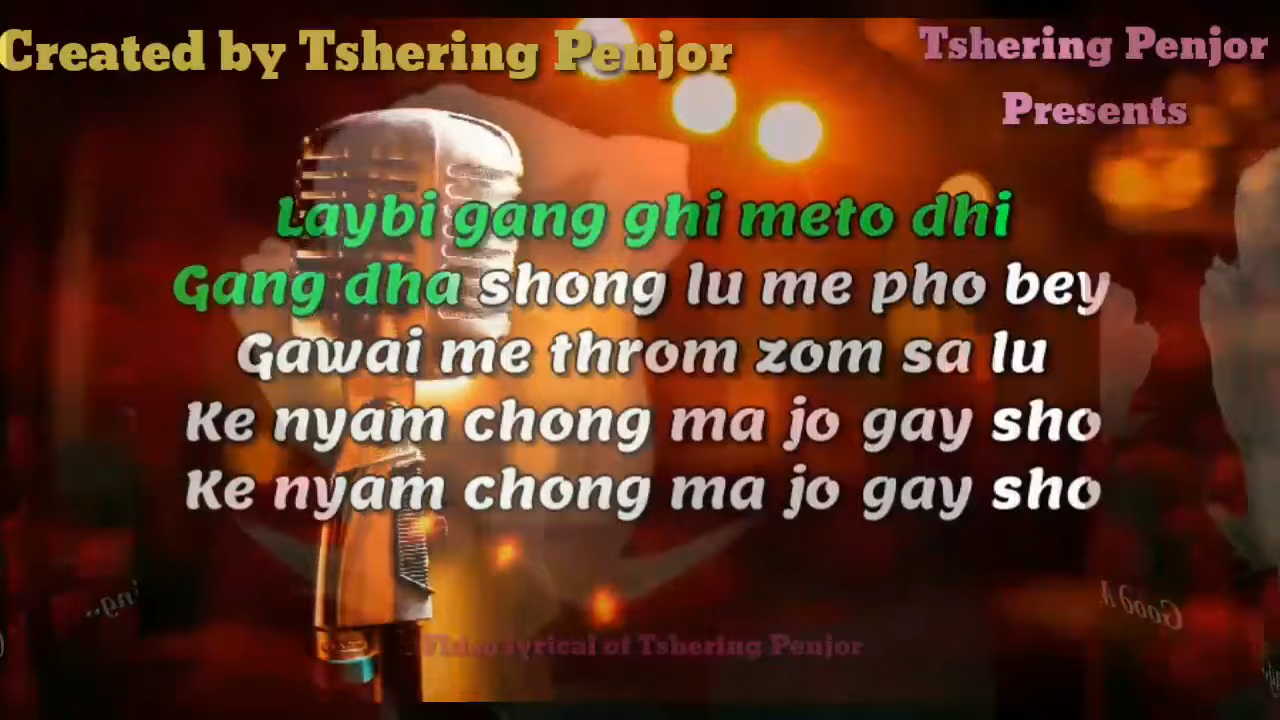 Created by Tshering Penjor
Tshering Penjor
Presents
Laybi gang ghi meto dhi
Gang dha shong lu me pho bey
Gawai me throm zom sa lu
Ke nyam chong ma jo gay sho
Ke nyam chong ma jo gay sho
Good
Video lyrical of Tshering Penjor